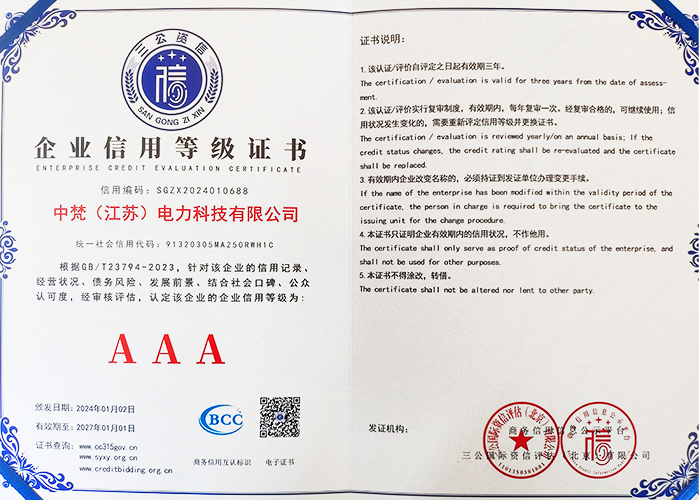 三公资信
信
SAN GONG ZI XIN
企业信用等级证书
ENTERPRISE CREDIT EVALUATION CERTIFICATE
信用编码：SGZX2024010688
中梵（江苏）电力科技有限公司
统一社会信用代码：91320305MA250RWH1C
根据GB/T23794-2023，针对该企业的信用记录、
经营状况、债务风险、发展前景、结合社会口碑、公众
认可度，经审核评估，认定该企业的企业信用等级为：
AAA
颁发日期：2024年01月02日
有效期至：2027年01月01日
证书查询：www.cc315gov.cn
www.syxy.org.cn
www.creditbidding.org.cn
BCC
商务信用互认标识
电子证书
证书说明：
1. 该认证/评价自评定之日起有效期三年。
The certification / evaluation is valid for three years from the date of assess-
ment.
2. 该认证/评价实行复审制度，有效期内，每年复审一次。经复审合格的，可继续使用；信
用状况发生变化的，需要重新评定信用等级并更换证书。
The certification / evaluation is reviewed yearly/on an annual basis; If the
credit status changes, the credit rating shall be re-evaluated and the certificate
shall be replaced.
3. 有效期内企业改变名称的，必须持证到发证单位办理变更手续。
If the name of the enterprise has been modified within the validity period of the
certificate, the person in charge is required to bring the certificate to the
issuing unit for the change procedure.
4. 本证书只证明企业有效期内的信用状况，不作他用。
The certificate shall only serve as proof of credit status of the enterprise, and
shall not be used for other purposes.
5. 本证书不得涂改，转借。
The certificate shall not be altered nor lent to other party.
发证机构：
商务信用信息公示平台
三公国际资信评估（北京）有限公司